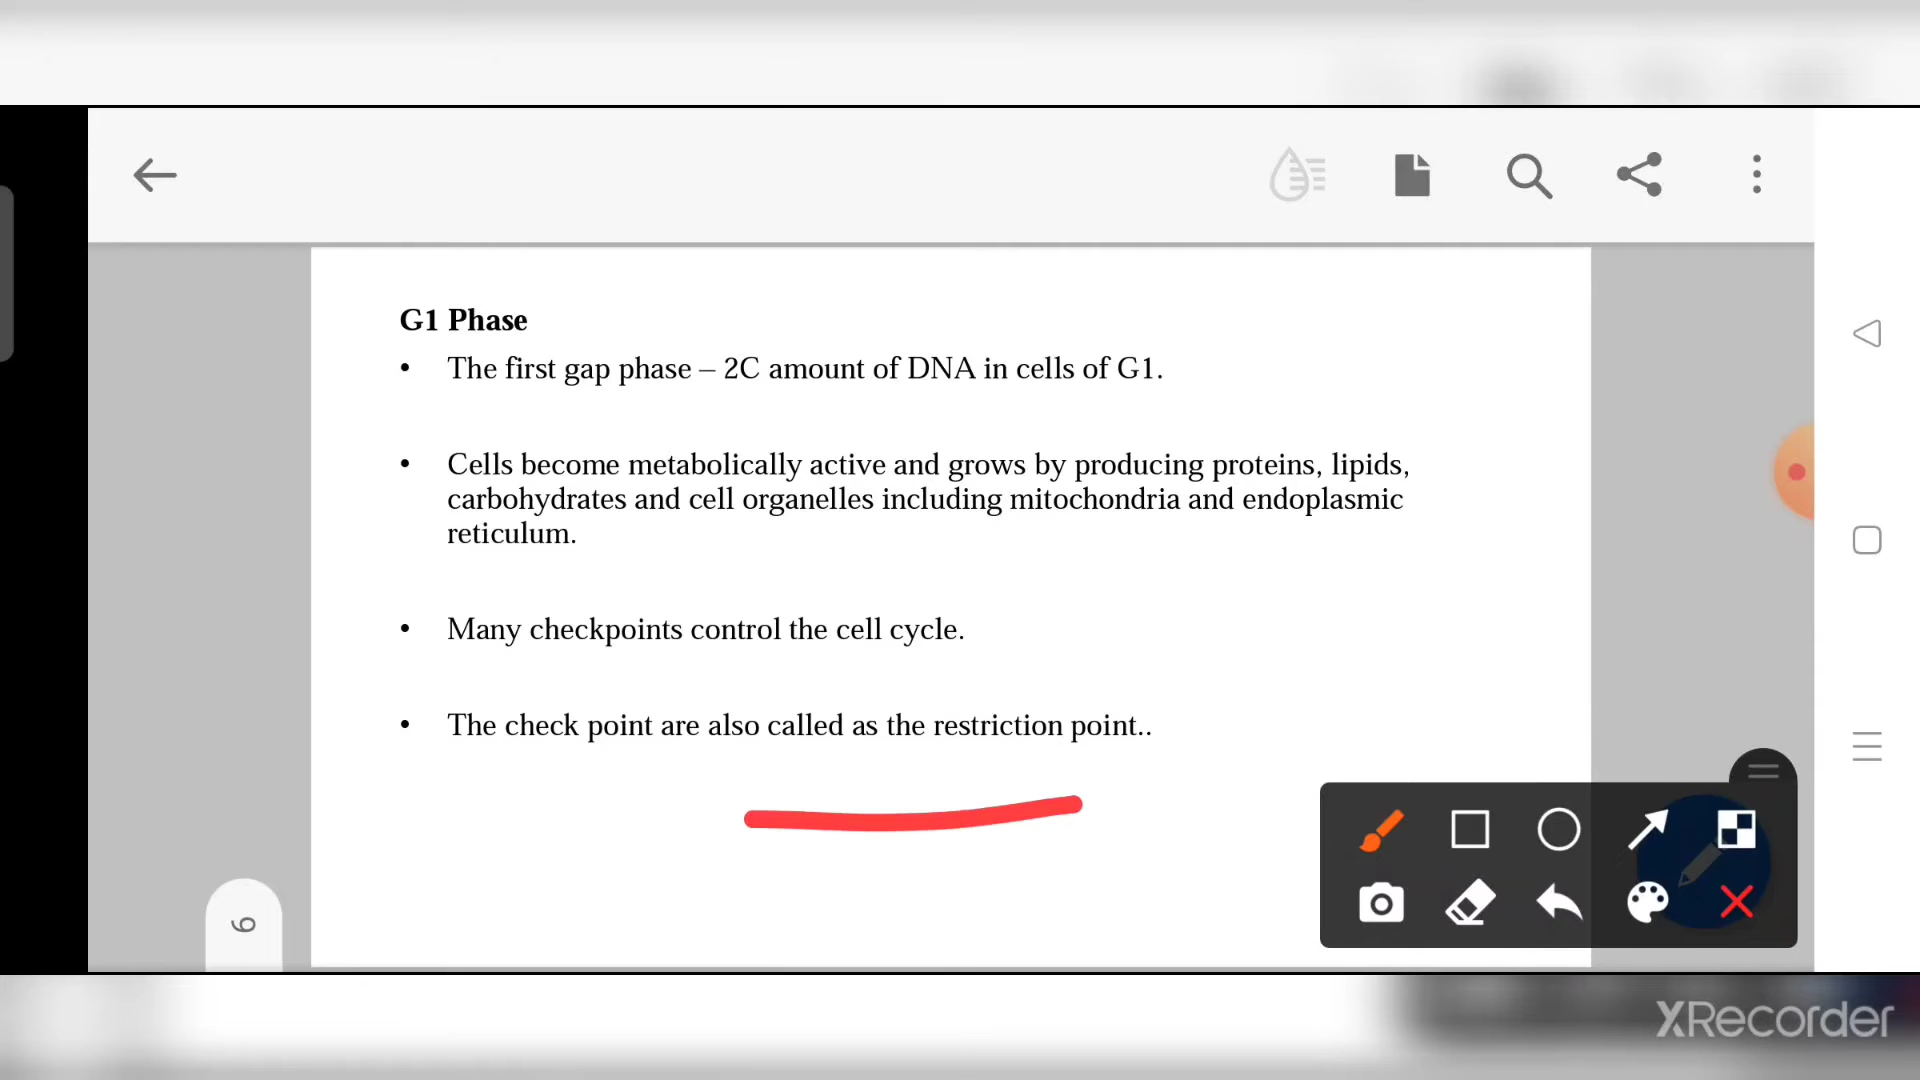 G1 Phase
• The first gap phase – 2C amount of DNA in cells of G1.
• Cells become metabolically active and grows by producing proteins, lipids,
carbohydrates and cell organelles including mitochondria and endoplasmic
reticulum.
• Many checkpoints control the cell cycle.
• The check point are also called as the restriction point..
6
XRecorder